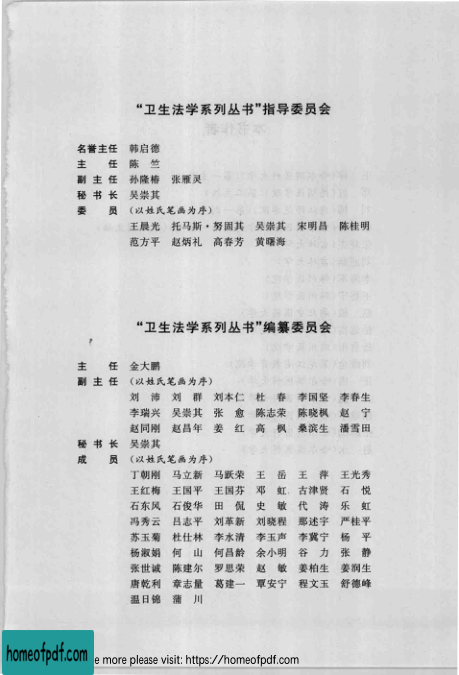 “卫生法学系列丛书”指导委员会
名誉主任 韩启德
主 任 陈 竺
副主任 孙隆椿 张雁灵
秘书长 吴崇其
委 员 (以姓氏笔画为序)
王晨光 托马斯·努固其 吴崇其 宋明昌 陈桂明
范方平 赵炳礼 高春芳 黄曙海
“卫生法学系列丛书”编纂委员会
主 任 金大鹏
副主任 (以姓氏笔画为序)
刘 沛 刘 群 刘本仁 杜 春 李国坚 李春生
李瑞兴 吴崇其 张 愈 陈志荣 陈晓枫 赵 宁
赵同刚 赵昌年 姜 红 高 枫 桑滨生 潘雪田
秘书长 吴崇其
成 员 (以姓氏笔画为序)
丁朝刚 马立新 马跃荣 王 岳 王 萍 王光秀
王红梅 王国平 王国芬 邓 虹 古津贤 石 悦
石东风 石俊华 田 侃 史 敏 代 涛 乐 虹
冯秀云 吕志平 刘革新 刘晓程 那述宇 严桂平
苏玉菊 杜仕林 李水清 李玉声 李冀宁 杨 平
杨淑娟 何 山 何昌龄 余小明 谷 力 张 静
张世诚 陈建尔 罗思荣 赵 敏 姜柏生 姜润生
唐乾利 章志量 葛建一 覃安宁 程文玉 舒德峰
温日锦 蒲 川
homeofpdf.com
e more please visit: https://homeofpdf.com